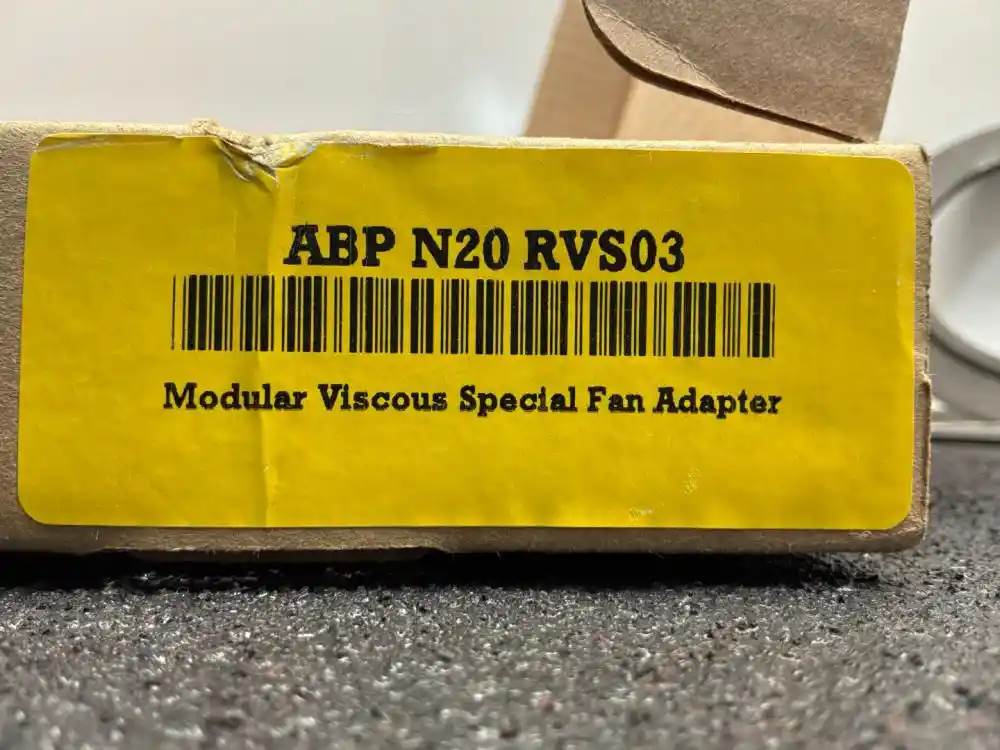 ABP N20 RVS03
Modular Viscous Special Fan Adapter